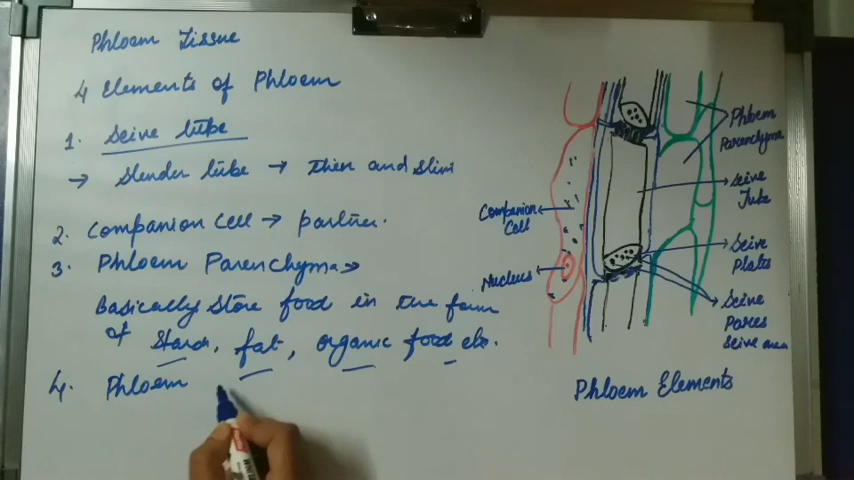 Phloem Tissue
4 Elements of Phloem
1. Seive tube
→ Slender tube → then and slim
2. Companion Cell → partner.
3. Phloem Parenchyma →
Basically store food in the form
of Starch, fat, organic food etc.
4. Phloem
Phloem
Parenchyma
Seive
Tube
Companion
Cell
Seive
Plates
Nucleus
Seive
Pores
Seive area
Phloem Elements